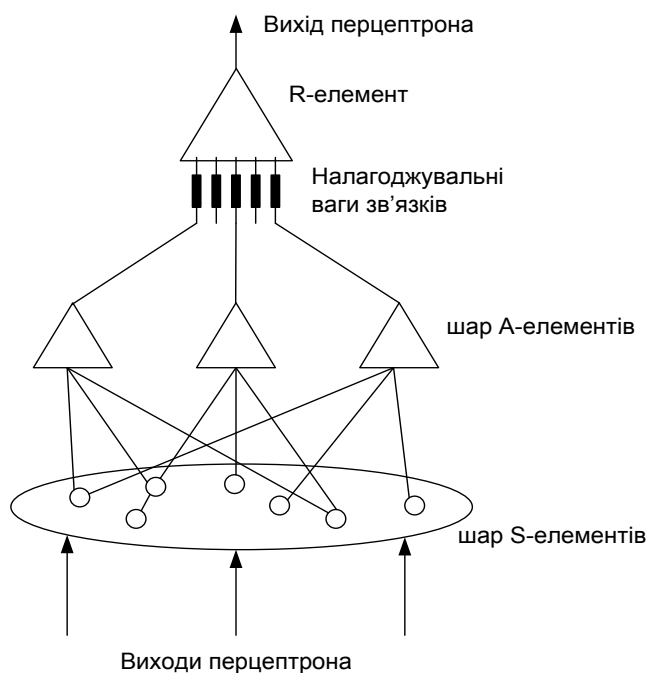 Вихід перцептрона
R-елемент
Налагоджувальні
ваги зв’язків
шар А-елементів
шар S-елементів
Виходи перцептрона